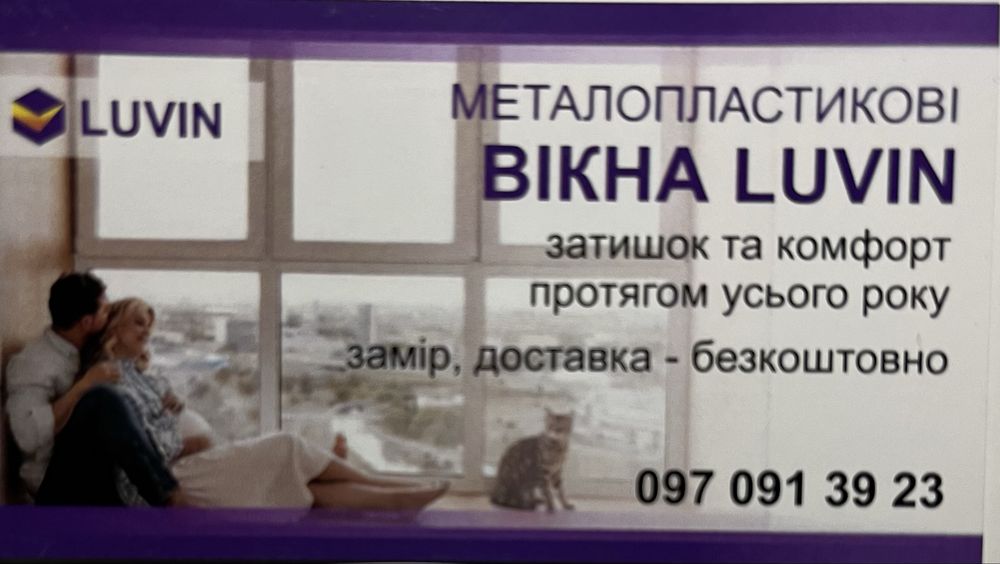 LUVIN
МЕТАЛОПЛАСТИКОВІ
ВІКНА LUVIN
затишок та комфорт
протягом усього року
замір, доставка - безкоштовно
097 091 39 23